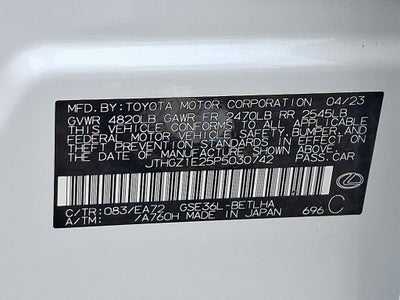 MFD. BY: TOYOTA MOTOR CORPORATION 04/23
GVWR 4820LB GAWR FR 2470LB RR 2545LB
THIS VEHICLE CONFORMS TO ALL APPLICABLE
FEDERAL MOTOR VEHICLE SAFETY, BUMPER, AND
THEFT PREVENTION STANDARDS IN EFFECT ON
THE DATE OF MANUFACTURE SHOWN ABOVE.
JTHGZ1E25P5030742 PASS. CAR
C/TR: 083/EA72 GSE36L-BETLHA
A/TM: /A760H MADE IN JAPAN 696 C